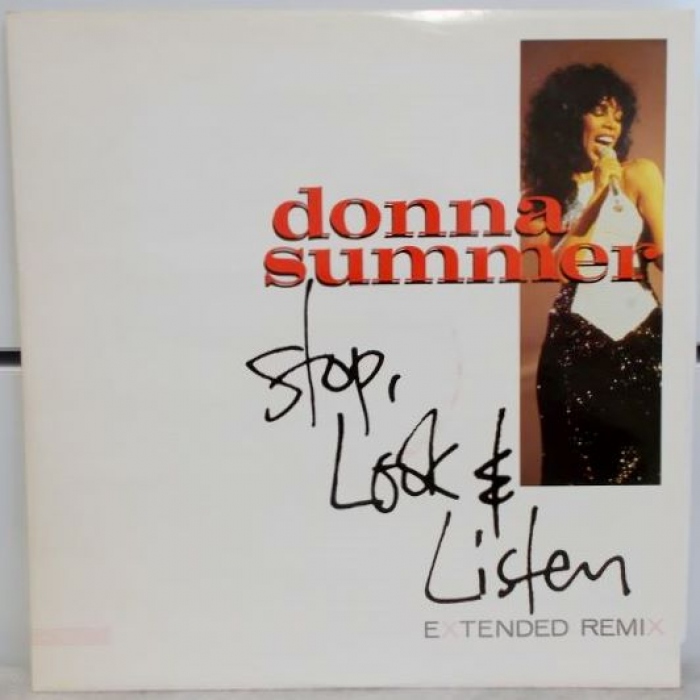 donna
summer
Stop,
Look &
Listen
EXTENDED REMIX